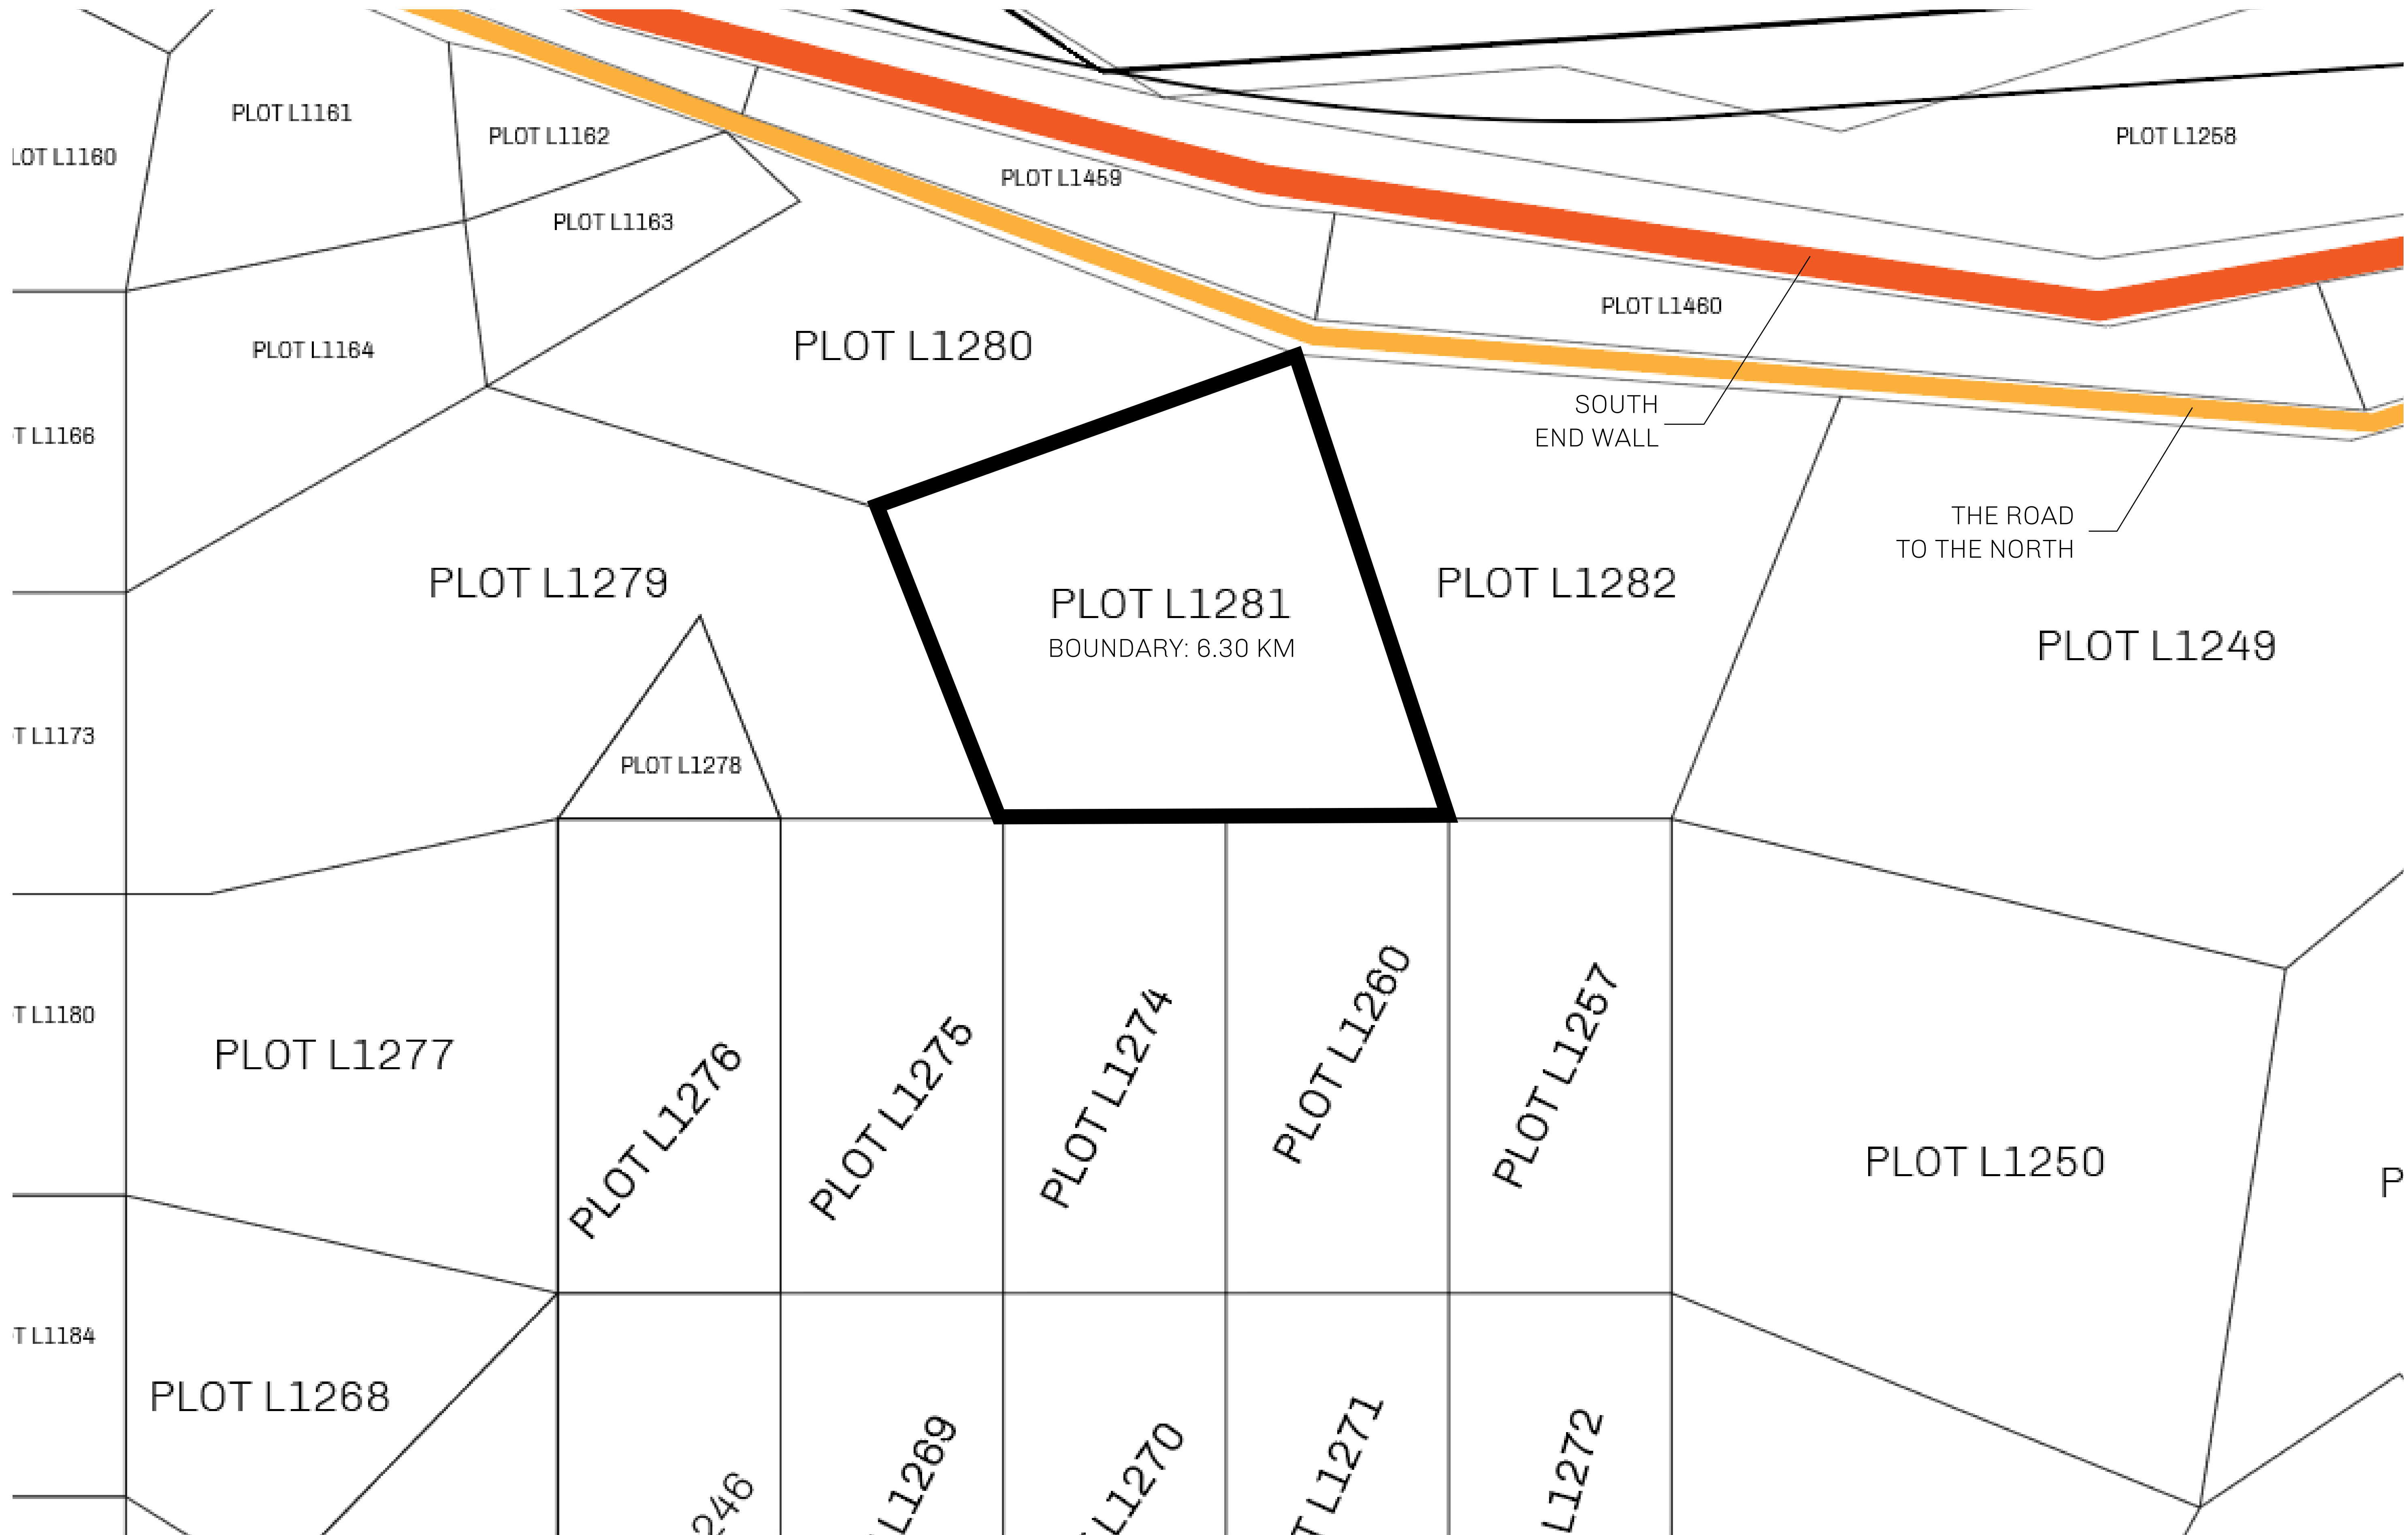 PLOT L1161
PLOT L1162
PLOT L1258
LOT L1160
PLOT L1459
PLOT L1163
PLOT L1460
PLOT L1280
PLOT L1164
SOUTH
END WALL
T L1166
THE ROAD
TO THE NORTH
PLOT L1279
PLOT L1281
BOUNDARY: 6.30 KM
PLOT L1282
PLOT L1249
T L1173
PLOT L1278
T L1180
PLOT L1277
PLOT L1276
PLOT L1275
PLOT L1274
PLOT L1260
PLOT L1257
PLOT L1250
P
T L1184
PLOT L1268
246
L1269
L1270
T L1271
L1272